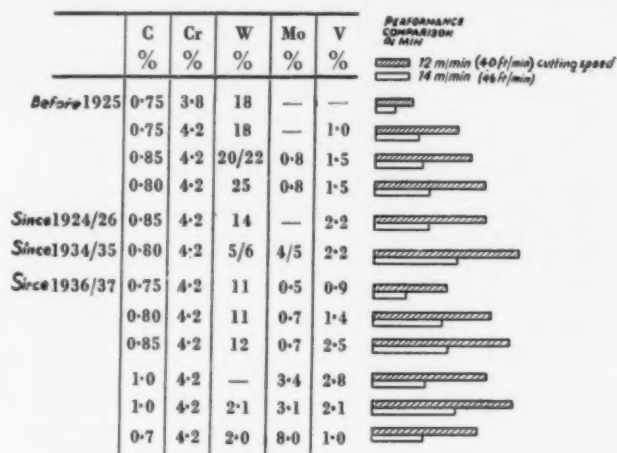 C Cr W Mo V
% % % % %
PERFORMANCE
COMPARISON
IN MIN
12 m/min (40 ft/min) cutting speed
14 m/min (46 ft/min)
Before 1925 0·75 3·8 18 — —
0·75 4·2 18 — 1·0
0·85 4·2 20/22 0·8 1·5
0·80 4·2 25 0·8 1·5
Since 1924/26 0·85 4·2 14 — 2·2
Since 1934/35 0·80 4·2 5/6 4/5 2·2
Since 1936/37 0·75 4·2 11 0·5 0·9
0·80 4·2 11 0·7 1·4
0·85 4·2 12 0·7 2·5
1·0 4·2 — 3·4 2·8
1·0 4·2 2·1 3·1 2·1
0·7 4·2 2·0 8·0 1·0